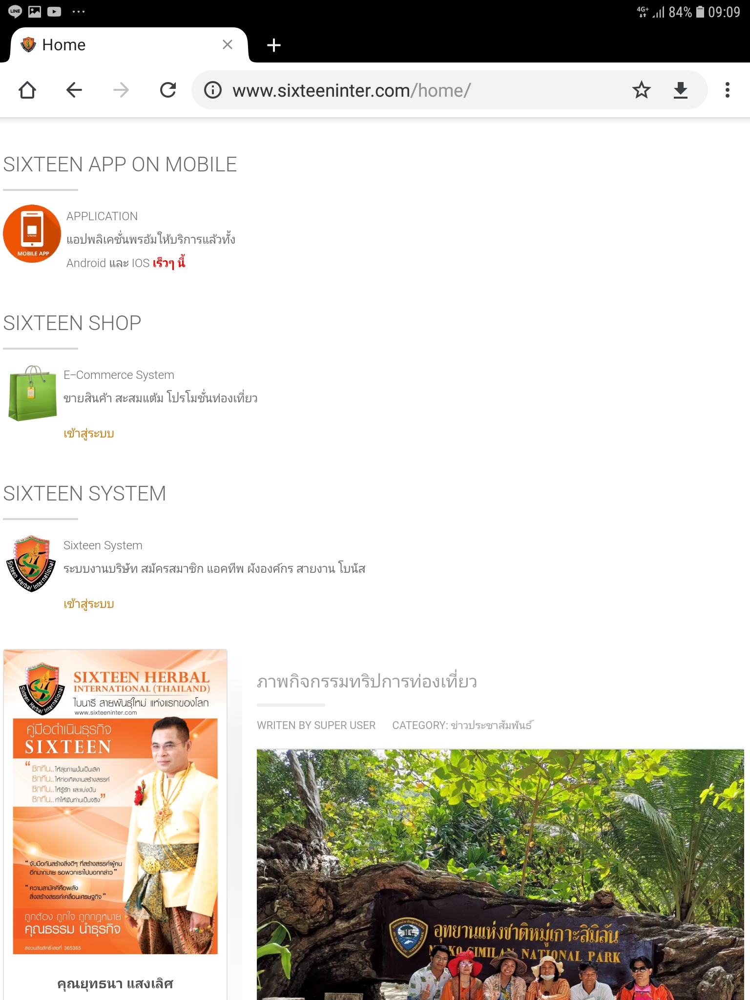 LINE
4G+ 84% 09:09
Home
www.sixteeninter.com/home/
SIXTEEN APP ON MOBILE
MOBILE APP
APPLICATION
แอปพลิเคชั่นพรอ้มให้บริการแล้วทั้ง
Android และ IOS เร็วๆ นี้
SIXTEEN SHOP
E-Commerce System
ขายสินค้า สะสมแต้ม โปรโมชั่นท่องเที่ยว
เข้าสู่ระบบ
SIXTEEN SYSTEM
Sixteen Herbal International
Sixteen System
ระบบงานบริษัท สมัครสมาชิก แอคทีพ ผังองค์กร สายงาน โบนัส
เข้าสู่ระบบ
Sixteen Herbal International
SIXTEEN HERBAL
INTERNATIONAL (THAILAND)
ไบนารี สายพันธุ์ใหม่ แห่งแรกของโลก
www.sixteeninter.com
คู่มือดำเนินธุรกิจ
SIXTEEN
“ ซิกทีน.. ให้สุขภาพนั้นเป็นเลิศ
ซิกทีน.. ให้ก่อเกิดงานสร้างสรรค์
ซิกทีน.. ให้รู้รัก และแบ่งปัน
ซิกทีน.. ทำให้ฝันท่านเป็นจริง ”
“ จับมือกันสร้างสิ่งดีๆ ที่สร้างสรรค์ผู้คน
อีกมากมาย รอพวกเราไปบอกกล่าว ”
“ ความสามัคคีคือพลัง
สิ่งสร้างสรรค์เคลื่อนเศรษฐกิจ ”
ถูกต้อง ถูกใจ ถูกกฎหมาย
คุณธรรม นำธุรกิจ
สงวนลิขสิทธิ์เลขที่ 365365
คุณยุทธนา แสงเลิศ
ภาพกิจกรรมทริปการท่องเที่ยว
WRITEN BY SUPER USER CATEGORY: ข่าวประชาสัมพันธ์
อุทยานแห่งชาติหมู่เกาะสิมิลัน
MU KO SIMILAN NATIONAL PARK